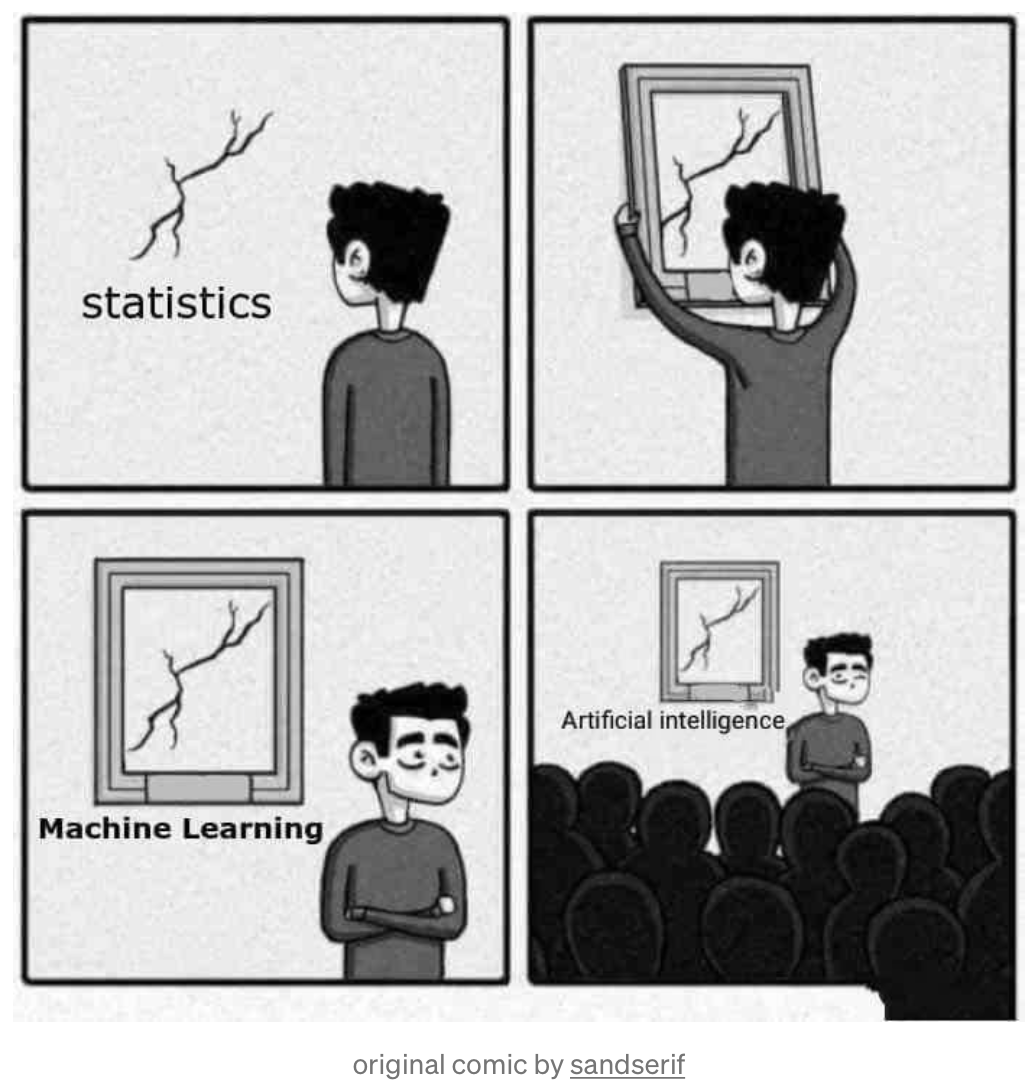 statistics
Machine Learning
Artificial intelligence
original comic by sandserif